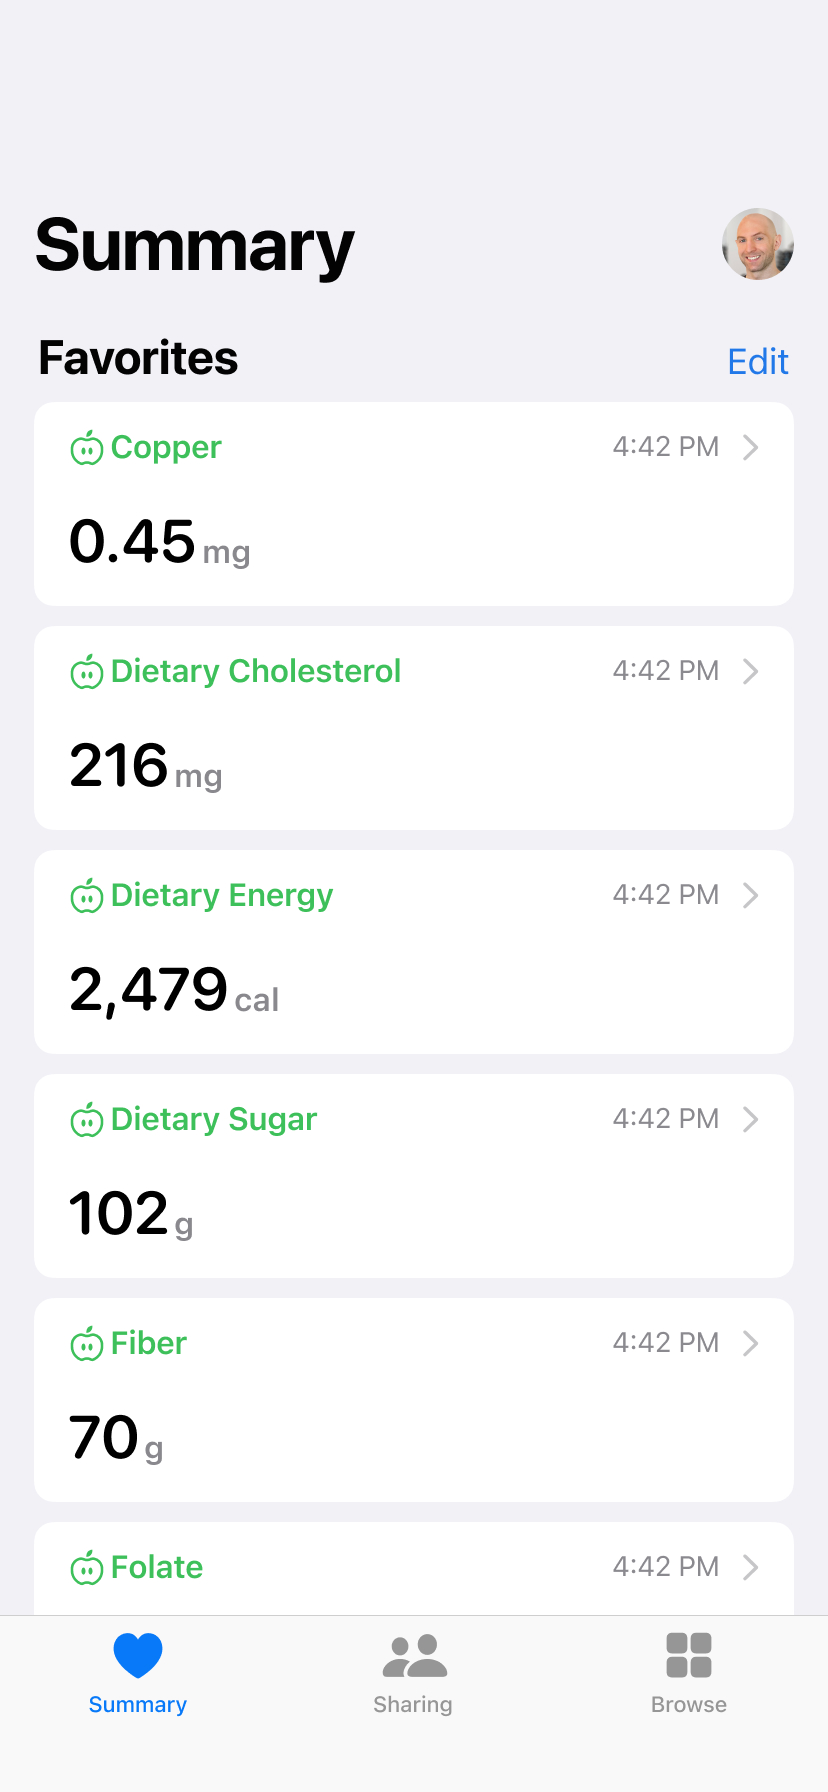 Summary
Favorites
Edit
Copper
4:42 PM
0.45 mg
Dietary Cholesterol
4:42 PM
216 mg
Dietary Energy
4:42 PM
2,479 cal
Dietary Sugar
4:42 PM
102 g
Fiber
4:42 PM
70 g
Folate
4:42 PM
Summary
Sharing
Browse